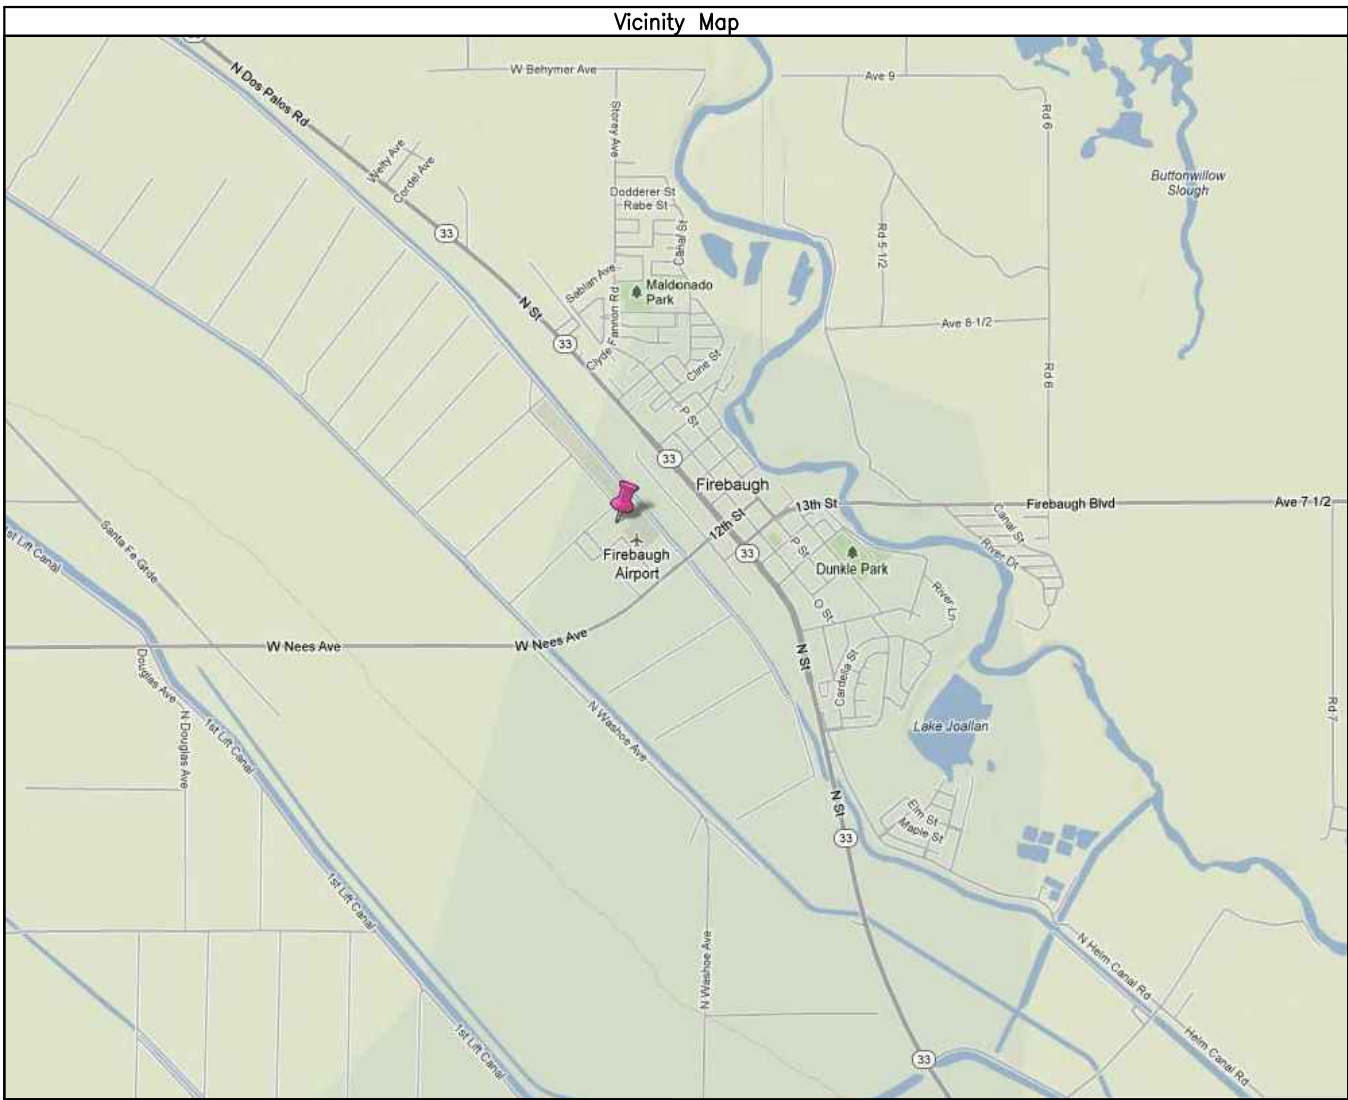 Vicinity Map
W Behymer Ave
Ave 9
N Dos Palos Rd
Storey Ave
Rd 6
Welty Ave
Cordel Ave
Buttonwillow
Slough
Dodderer St
Rabe St
Canal St
Rd 5-1/2
33
Sablan Ave
Maldonado
Park
N St
Clyde Fannon Rd
Ave 8-1/2
33
Cline St
Rd 6
P St
33
Firebaugh
13th St
Firebaugh Blvd
Ave 7 1/2
12th St
Canal St
1st Lift Canal
Santa Fe Grde
Firebaugh
Airport
33
P St
Dunkle Park
River Dr
River Ln
O St
W Nees Ave
W Nees Ave
N St
Cardella St
Douglas Ave
N Douglas Ave
1st Lift Canal
N Washoe Ave
Lake Joallan
Rd 7
N St
Elm St
Maple St
33
1st Lift Canal
N Washoe Ave
N Helm Canal Rd
1st Lift Canal
33
Helm Canal Rd